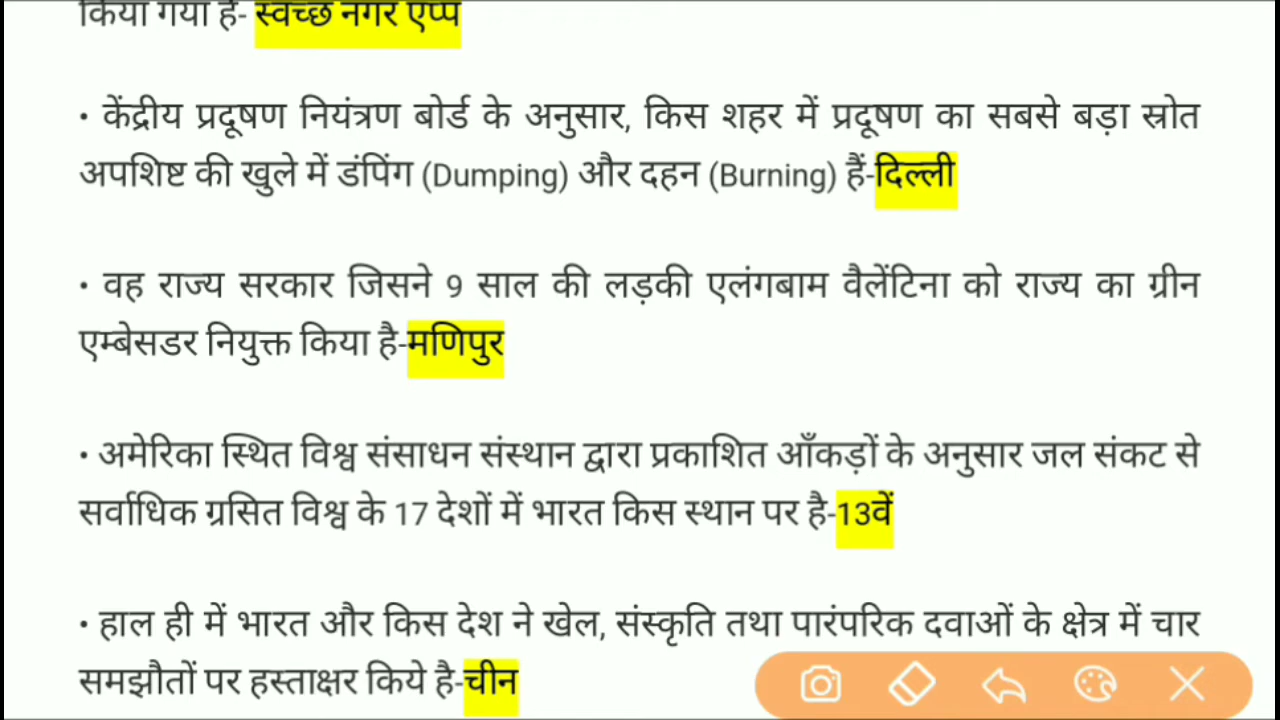 किया गया है- स्वच्छ नगर एप्प
• केंद्रीय प्रदूषण नियंत्रण बोर्ड के अनुसार, किस शहर में प्रदूषण का सबसे बड़ा स्रोत
अपशिष्ट की खुले में डंपिंग (Dumping) और दहन (Burning) हैं-दिल्ली
• वह राज्य सरकार जिसने 9 साल की लड़की एलंगबाम वैलेंटिना को राज्य का ग्रीन
एम्बेसडर नियुक्त किया है-मणिपुर
• अमेरिका स्थित विश्व संसाधन संस्थान द्वारा प्रकाशित आँकड़ों के अनुसार जल संकट से
सर्वाधिक ग्रसित विश्व के 17 देशों में भारत किस स्थान पर है-13वें
• हाल ही में भारत और किस देश ने खेल, संस्कृति तथा पारंपरिक दवाओं के क्षेत्र में चार
समझौतों पर हस्ताक्षर किये है-चीन